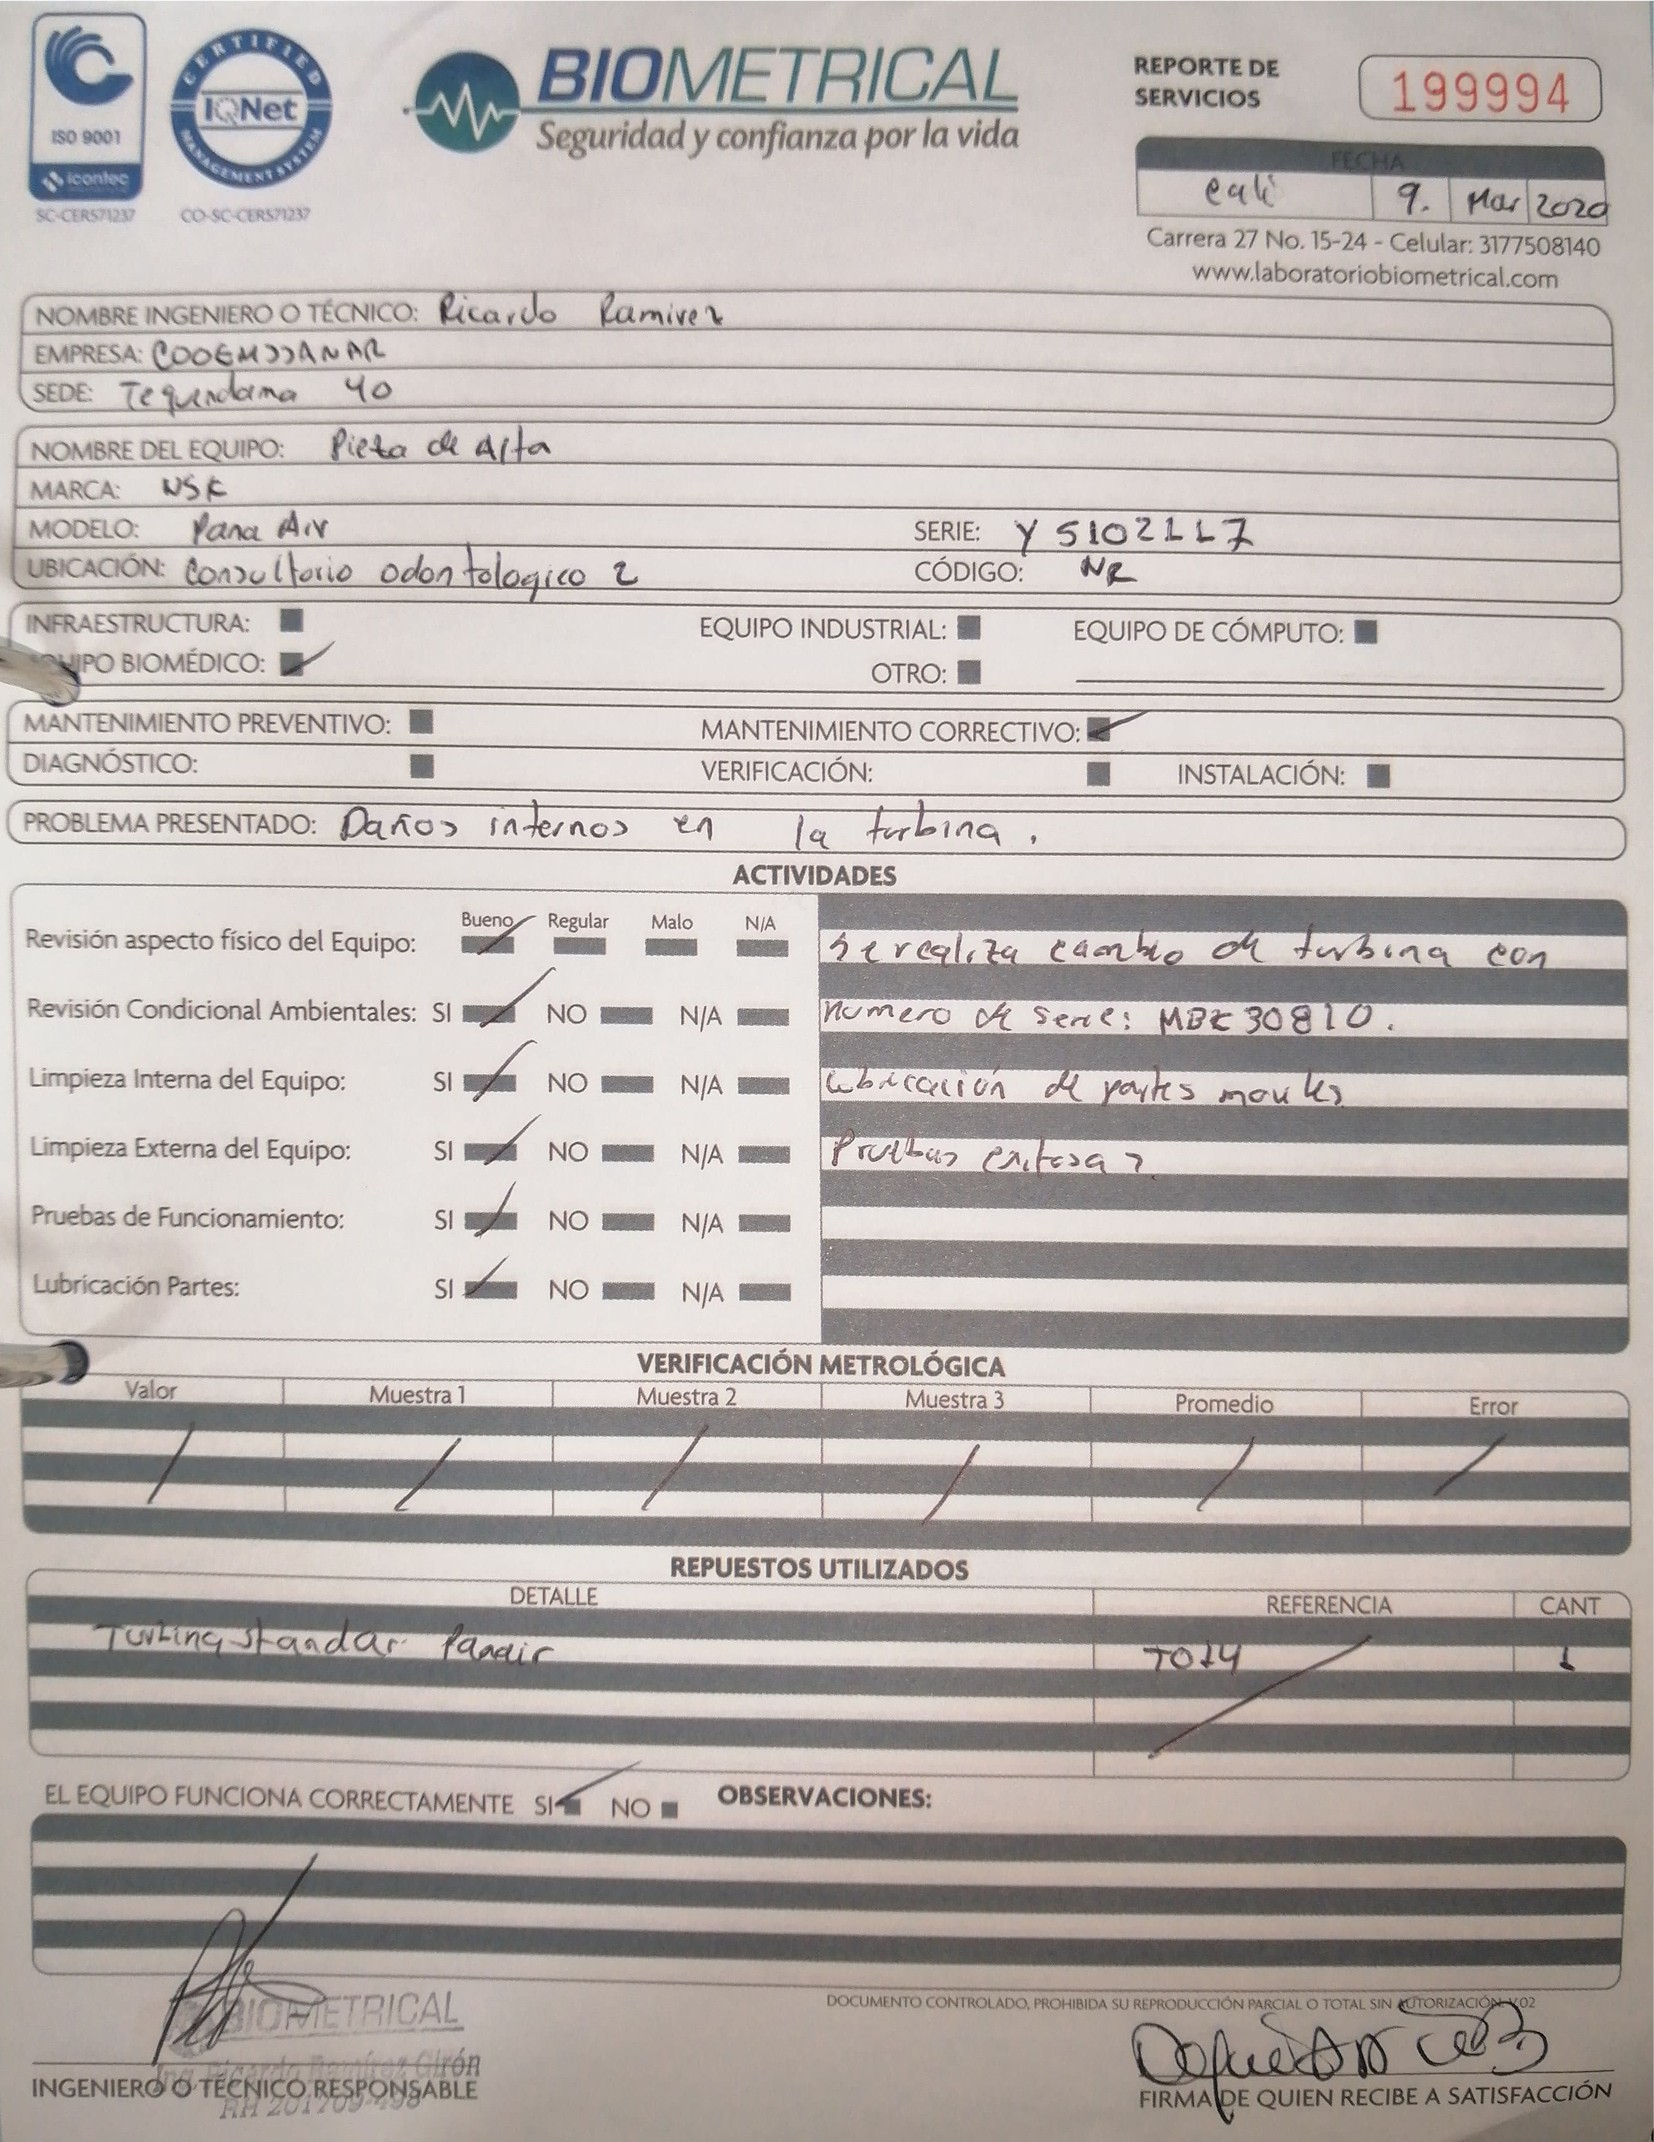 ISO 9001
icontec
SC-CER571237
CERTIFIED
IQNet
MANAGEMENT SYSTEM
CO-SC-CER571237
BIOMETRICAL
Seguridad y confianza por la vida
REPORTE DE
SERVICIOS
199994
FECHA
Cali 9. Mar 2020
Carrera 27 No. 15-24 - Celular: 3177508140
www.laboratoriobiometrical.com
NOMBRE INGENIERO O TÉCNICO: Ricardo Ramirez
EMPRESA: COOEMSSANAR
SEDE: Tequendama 40
NOMBRE DEL EQUIPO: Pieza de Alta
MARCA: NSK
MODELO: Pana Air SERIE: Y5102117
UBICACIÓN: Consultorio odontologico 2 CÓDIGO: NR
INFRAESTRUCTURA: EQUIPO INDUSTRIAL: EQUIPO DE CÓMPUTO:
EQUIPO BIOMÉDICO: OTRO:
MANTENIMIENTO PREVENTIVO: MANTENIMIENTO CORRECTIVO:
DIAGNÓSTICO: VERIFICACIÓN: INSTALACIÓN:
PROBLEMA PRESENTADO: Daños internos en la turbina.
ACTIVIDADES
Bueno Regular Malo N/A
Revisión aspecto físico del Equipo: Se realiza cambio de turbina con
Revisión Condicional Ambientales: SI NO N/A numero de serie: MBK30810.
Limpieza Interna del Equipo: SI NO N/A Lubricación de partes moviles
Limpieza Externa del Equipo: SI NO N/A Pruebas exitosas
Pruebas de Funcionamiento: SI NO N/A
Lubricación Partes: SI NO N/A
VERIFICACIÓN METROLÓGICA
Valor Muestra 1 Muestra 2 Muestra 3 Promedio Error
REPUESTOS UTILIZADOS
DETALLE REFERENCIA CANT
Turbina standar Panair T014 1
EL EQUIPO FUNCIONA CORRECTAMENTE SI NO OBSERVACIONES:
DOCUMENTO CONTROLADO, PROHIBIDA SU REPRODUCCIÓN PARCIAL O TOTAL SIN AUTORIZACIÓN. V.02
BIOMETRICAL
Ing. Ricardo Ramírez Girón
INGENIERO O TÉCNICO RESPONSABLE
RH 201709-498
FIRMA DE QUIEN RECIBE A SATISFACCIÓN